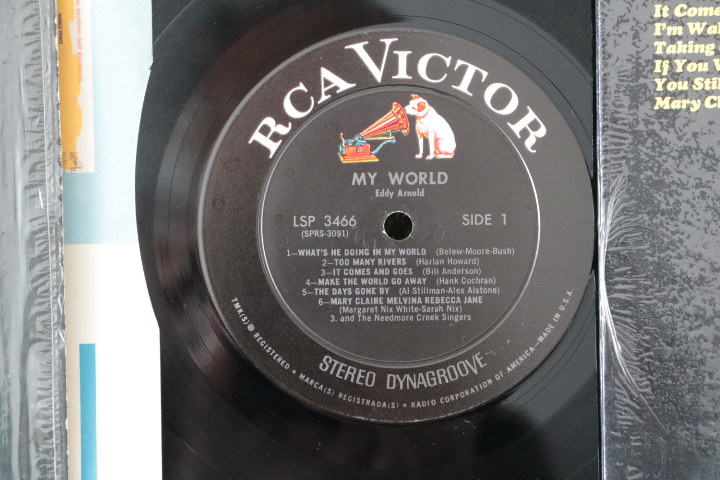 RCA VICTOR
MY WORLD
Eddy Arnold
LSP 3466
(SPRS-3091)
SIDE 1
1—WHAT'S HE DOING IN MY WORLD (Belew-Moore-Bush)
2—TOO MANY RIVERS (Harlan Howard)
3—IT COMES AND GOES (Bill Anderson)
4—MAKE THE WORLD GO AWAY (Hank Cochran)
5—THE DAYS GONE BY (Al Stillman-Alex Alstone)
6—MARY CLAIRE MELVINA REBECCA JANE
(Margaret Nix White-Sarah Nix)
3. and The Needmore Creek Singers
STEREO DYNAGROOVE
TMK(S) ® REGISTERED • MARCA(S) REGISTRADA(S) • RADIO CORPORATION OF AMERICA—MADE IN U.S.A.
It Come
I'm Wal
Taking
If You W
You Stil
Mary Cl